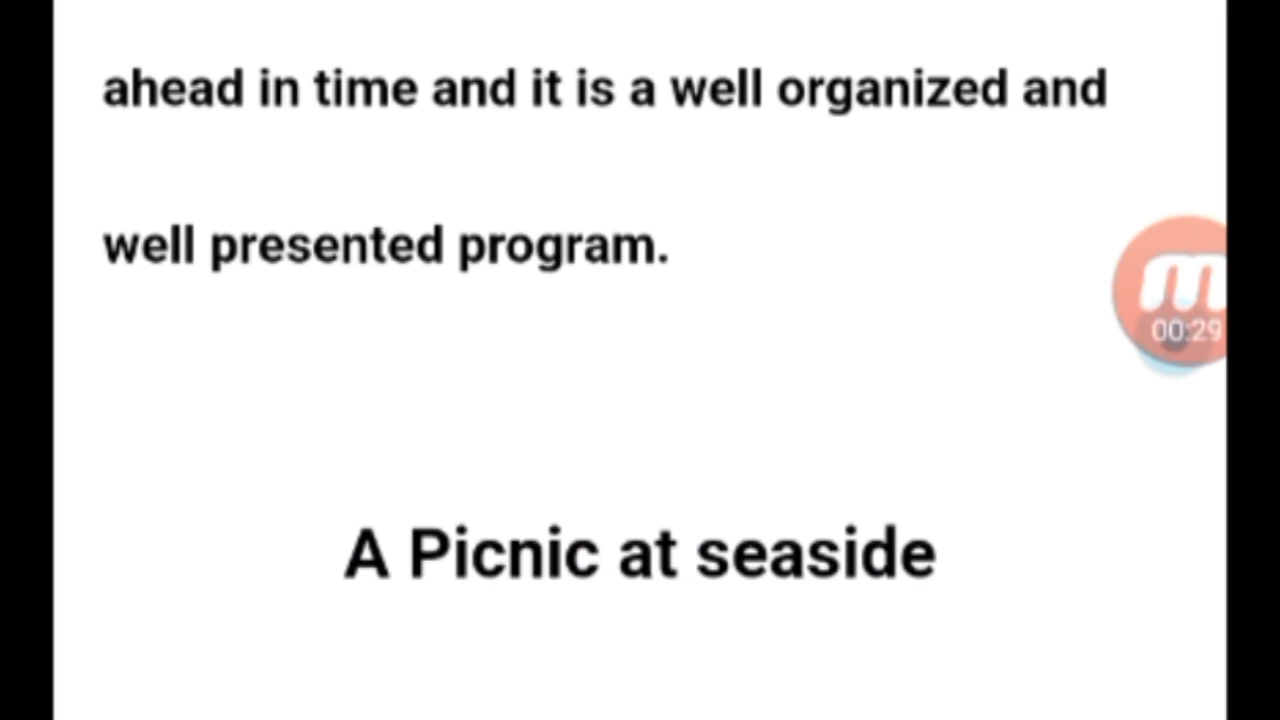 ahead in time and it is a well organized and
well presented program.
m
00:29
A Picnic at seaside